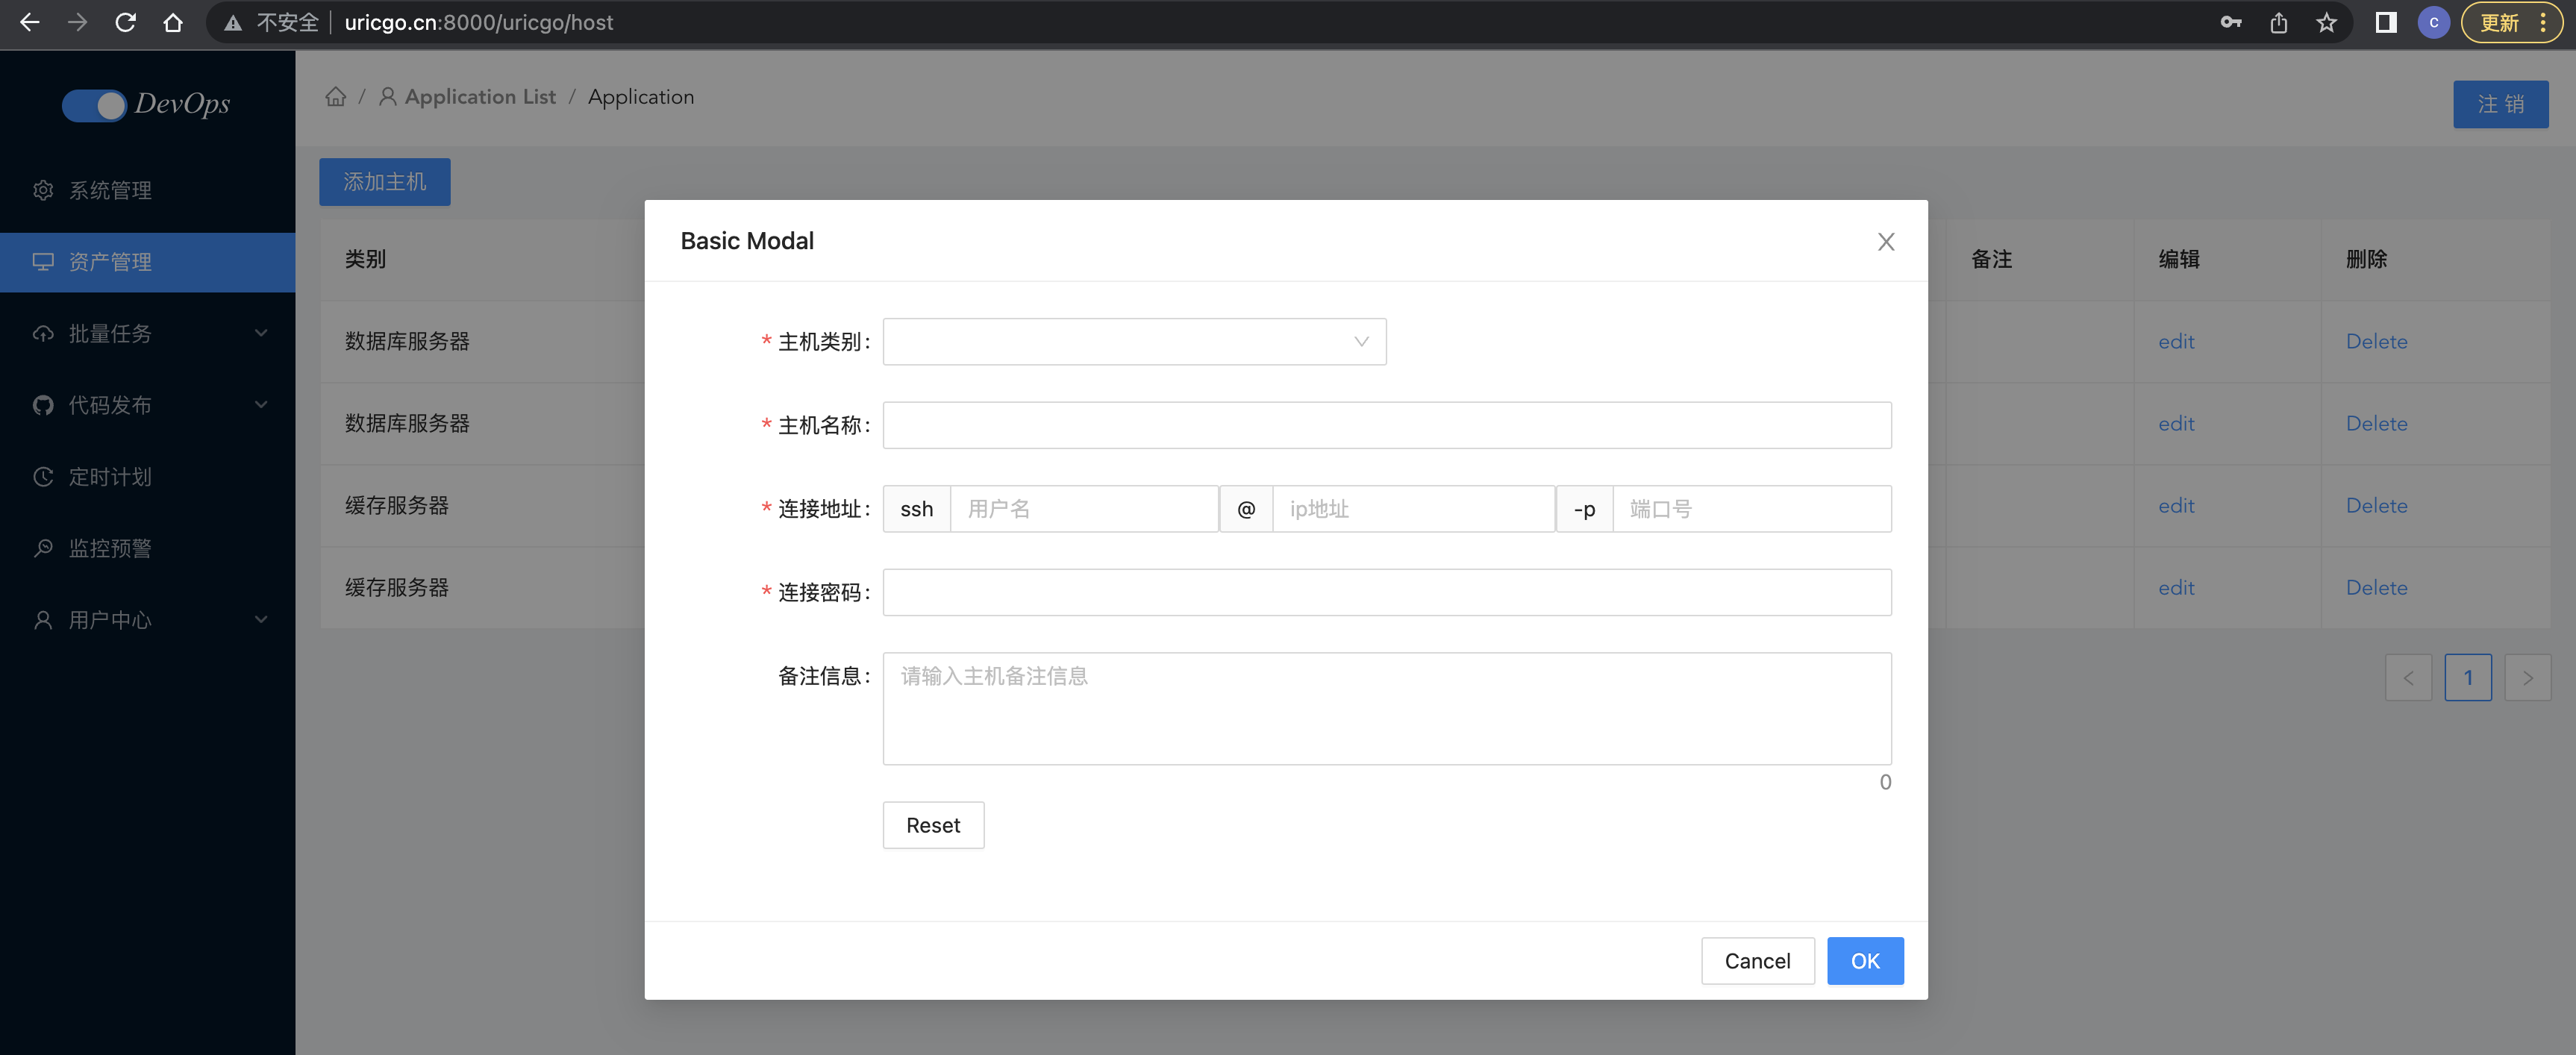 不安全 uricgo.cn:8000/uricgo/host
C
更新
DevOps
/ Application List / Application
注 销
系统管理
资产管理
批量任务
代码发布
定时计划
监控预警
用户中心
添加主机
类别 备注 编辑 删除
数据库服务器 edit Delete
数据库服务器 edit Delete
缓存服务器 edit Delete
缓存服务器 edit Delete
< 1 >
Basic Modal
* 主机类别:
* 主机名称:
* 连接地址: ssh 用户名 @ ip地址 -p 端口号
* 连接密码:
备注信息: 请输入主机备注信息
0
Reset
Cancel OK